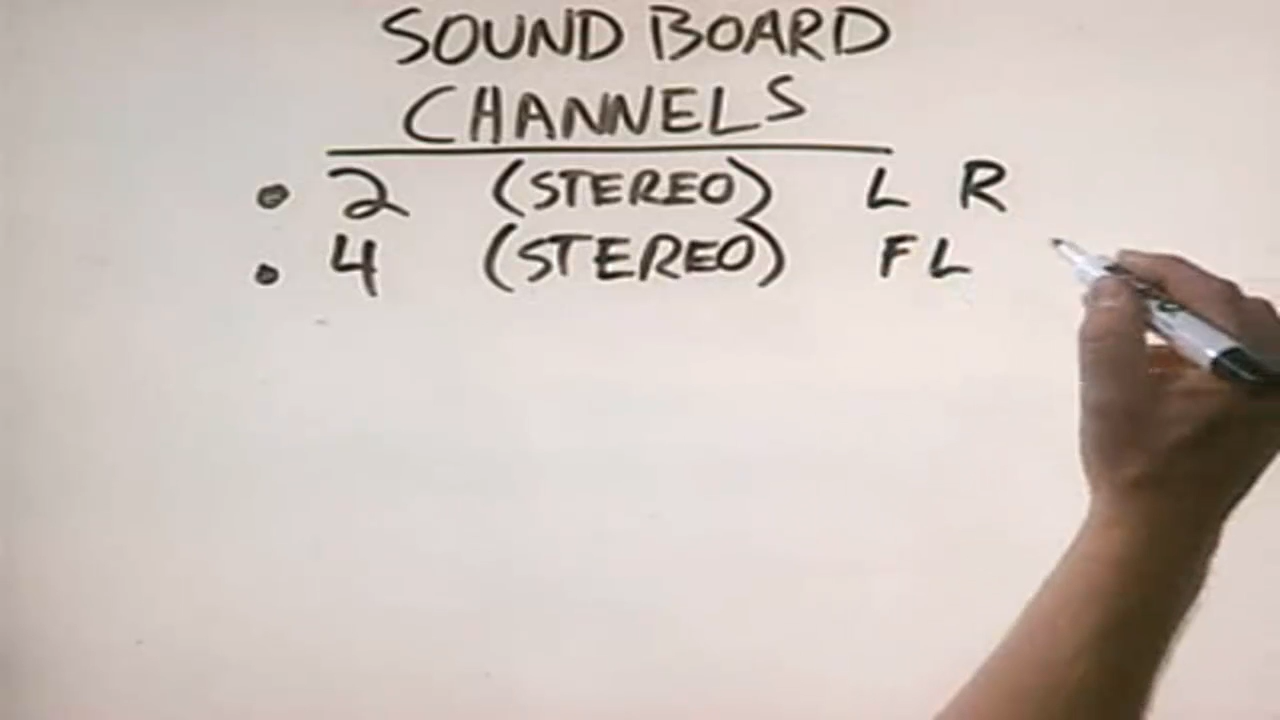 SOUND BOARD
CHANNELS
• 2 (STEREO) L R
• 4 (STEREO) FL